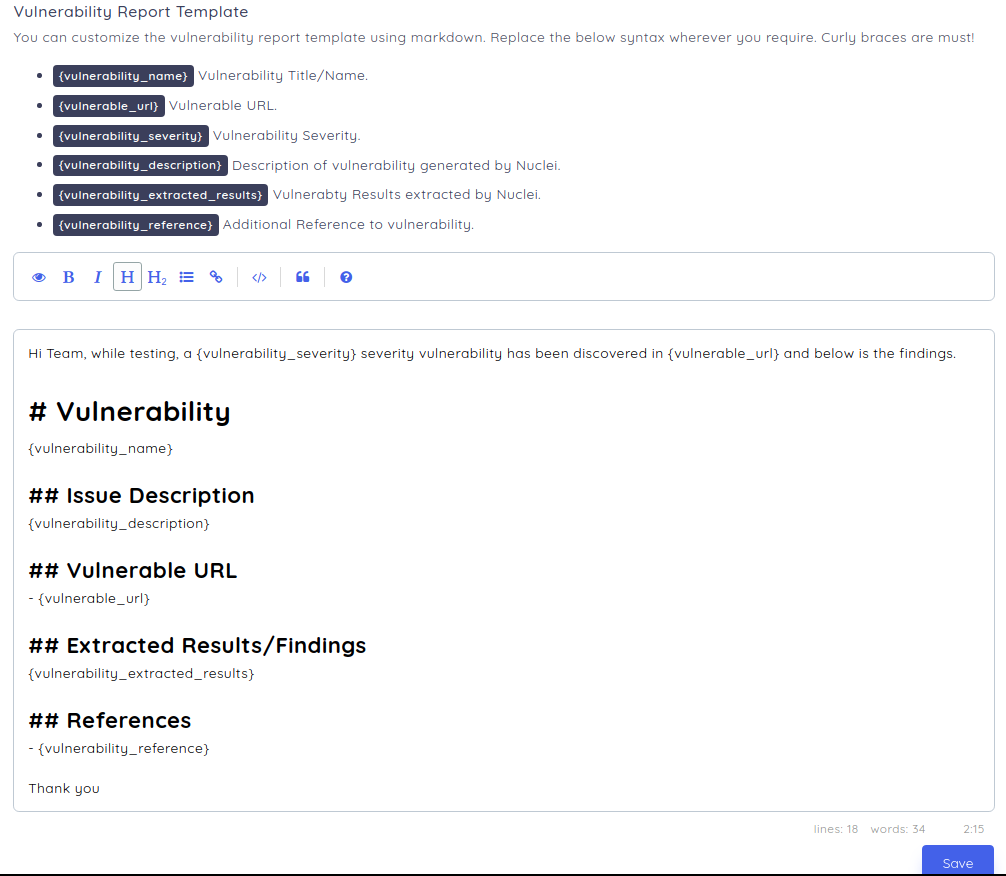 Vulnerability Report Template
You can customize the vulnerability report template using markdown. Replace the below syntax wherever you require. Curly braces are must!
{vulnerability_name} Vulnerability Title/Name.
{vulnerable_url} Vulnerable URL.
{vulnerability_severity} Vulnerability Severity.
{vulnerability_description} Description of vulnerability generated by Nuclei.
{vulnerability_extracted_results} Vulnerabty Results extracted by Nuclei.
{vulnerability_reference} Additional Reference to vulnerability.
B I H H2 </> “ ?
Hi Team, while testing, a {vulnerability_severity} severity vulnerability has been discovered in {vulnerable_url} and below is the findings.
# Vulnerability
{vulnerability_name}
## Issue Description
{vulnerability_description}
## Vulnerable URL
- {vulnerable_url}
## Extracted Results/Findings
{vulnerability_extracted_results}
## References
- {vulnerability_reference}
Thank you
lines: 18 words: 34 2:15
Save